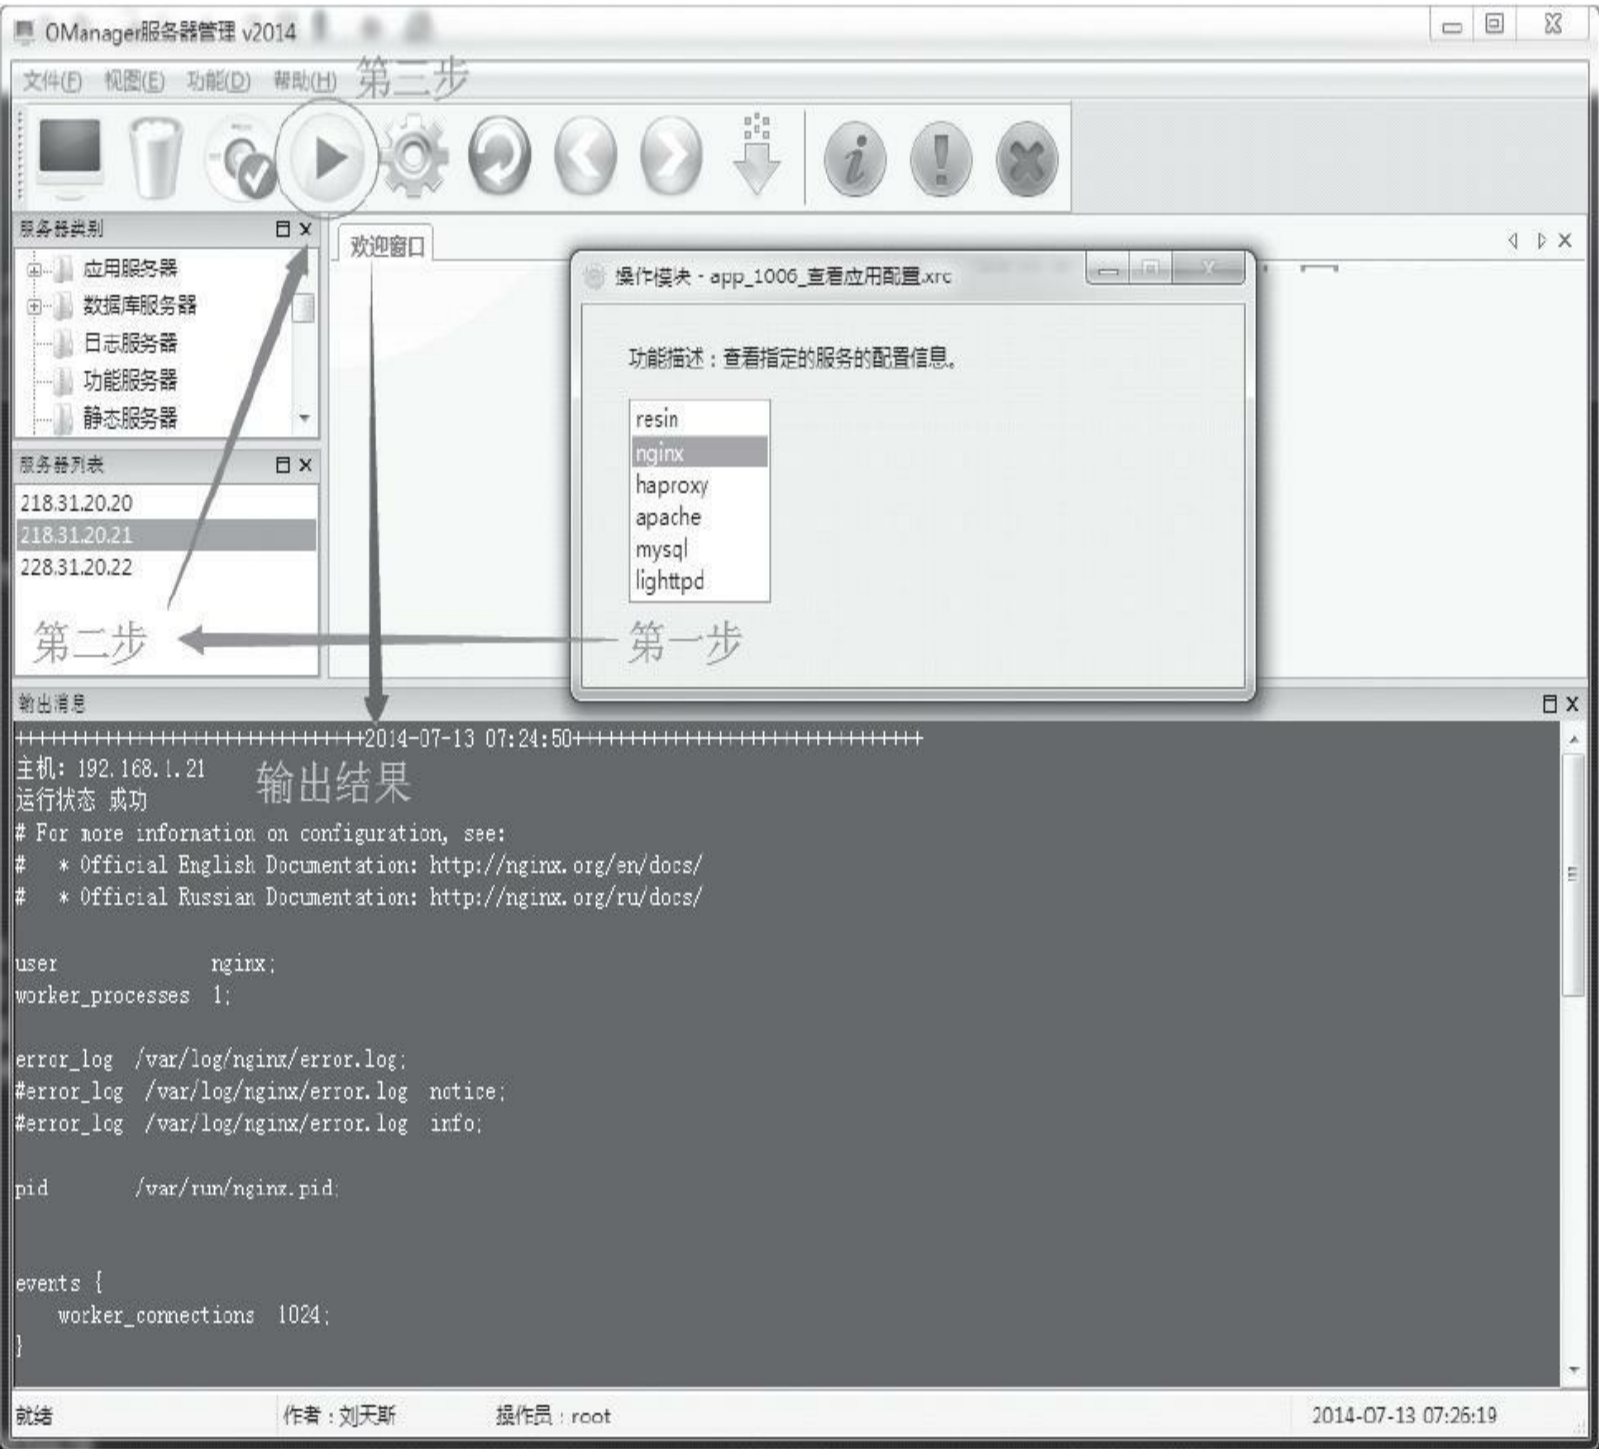 OManager服务器管理 v2014
文件(F) 视图(E) 功能(D) 帮助(H)
第三步
服务器类别
应用服务器
数据库服务器
日志服务器
功能服务器
静态服务器
服务器列表
218.31.20.20
218.31.20.21
228.31.20.22
第二步
欢迎窗口
操作模块 - app_1006_查看应用配置.xrc
功能描述：查看指定的服务的配置信息。
resin
nginx
haproxy
apache
mysql
lighttpd
第一步
输出消息
++++++++++++++++++++++++++++++++2014-07-13 07:24:50++++++++++++++++++++++++++++++++
主机: 192.168.1.21
运行状态 成功
输出结果
# For more information on configuration, see:
#   * Official English Documentation: http://nginx.org/en/docs/
#   * Official Russian Documentation: http://nginx.org/ru/docs/
user              nginx;
worker_processes  1;
error_log  /var/log/nginx/error.log;
#error_log  /var/log/nginx/error.log  notice;
#error_log  /var/log/nginx/error.log  info;
pid        /var/run/nginx.pid;
events {
    worker_connections  1024;
}
就绪 作者：刘天斯 操作员：root 2014-07-13 07:26:19